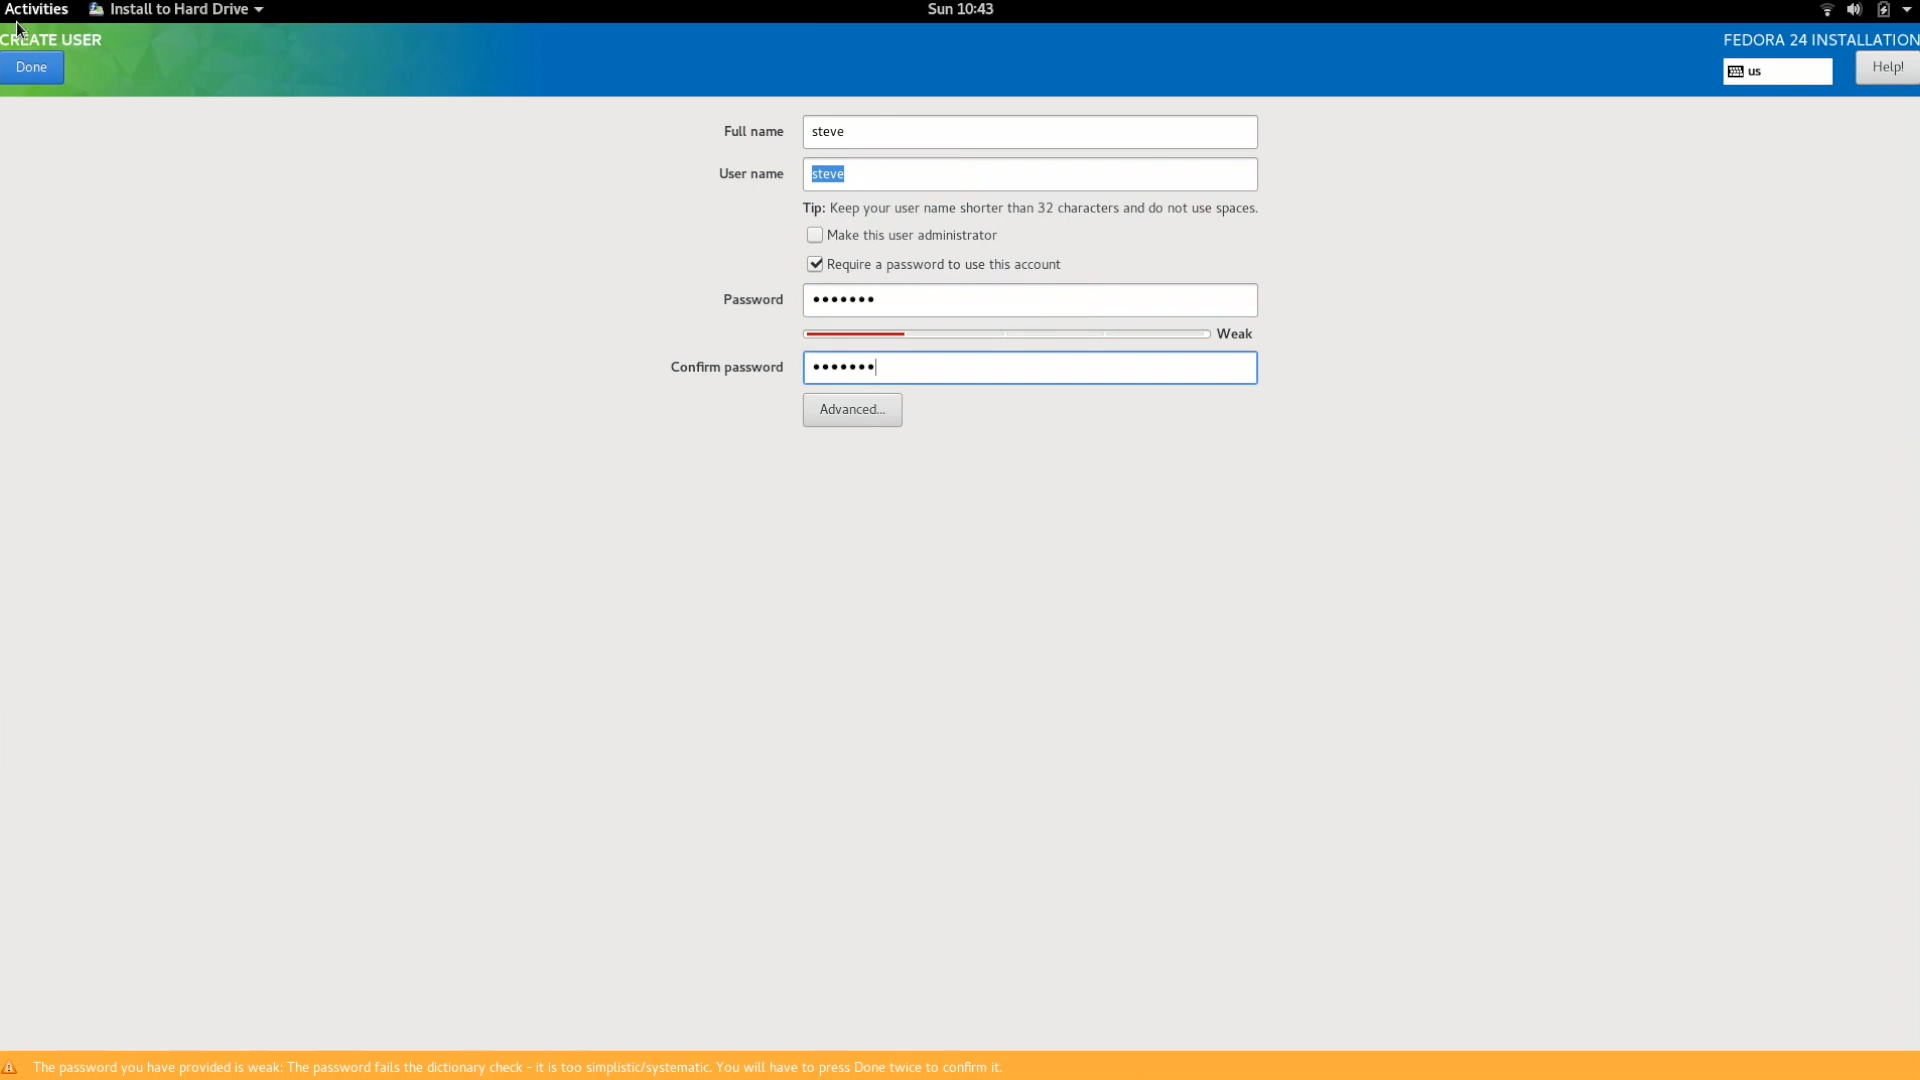 Activities Install to Hard Drive Sun 10:43
CREATE USER FEDORA 24 INSTALLATION
Done us Help!
Full name steve
User name steve
Tip: Keep your user name shorter than 32 characters and do not use spaces.
Make this user administrator
Require a password to use this account
Password •••••••
Weak
Confirm password •••••••
Advanced...
The password you have provided is weak: The password fails the dictionary check - it is too simplistic/systematic. You will have to press Done twice to confirm it.